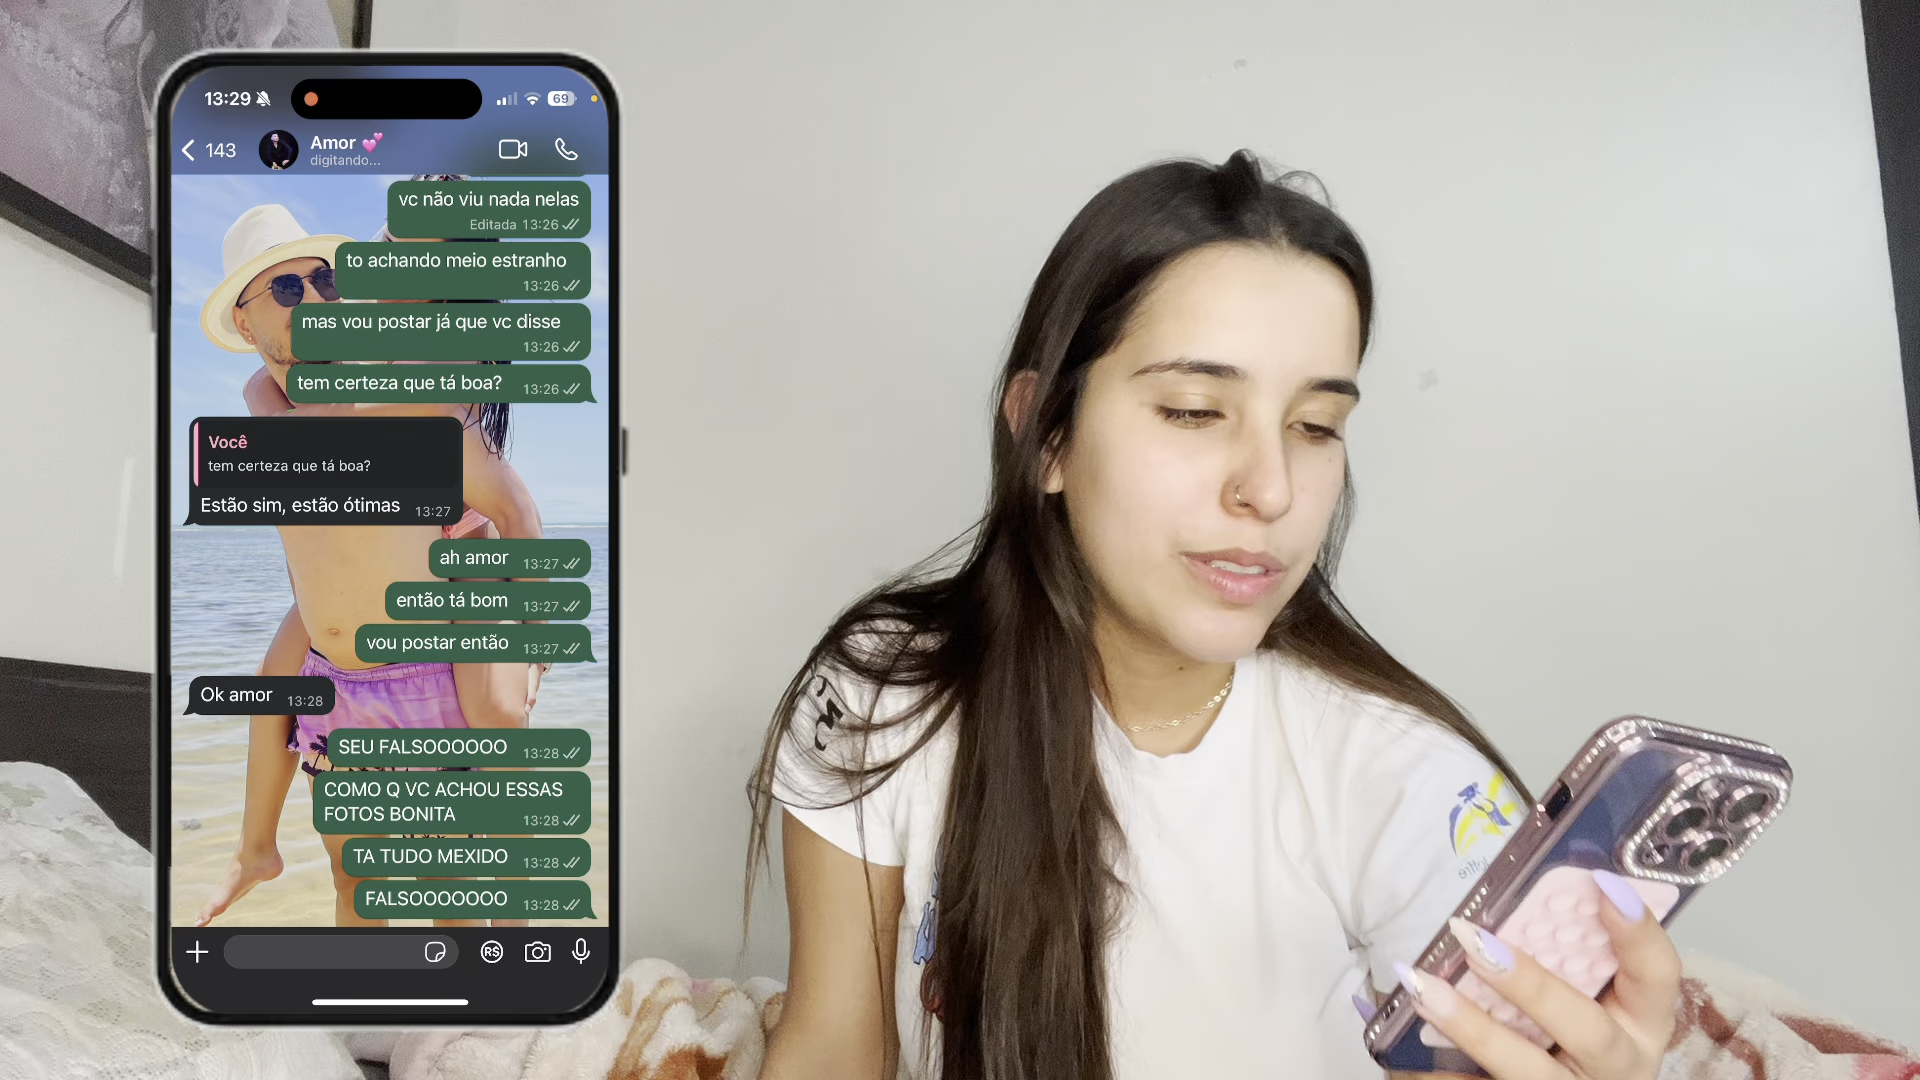 13:29
69
143
Amor 💕
digitando...
vc não viu nada nelas
Editada 13:26
to achando meio estranho
13:26
mas vou postar já que vc disse
13:26
tem certeza que tá boa? 13:26
Você
tem certeza que tá boa?
Estão sim, estão ótimas 13:27
ah amor 13:27
então tá bom 13:27
vou postar então 13:27
Ok amor 13:28
SEU FALSOOOOOO 13:28
COMO Q VC ACHOU ESSAS
FOTOS BONITA 13:28
TA TUDO MEXIDO 13:28
FALSOOOOOOO 13:28
R$